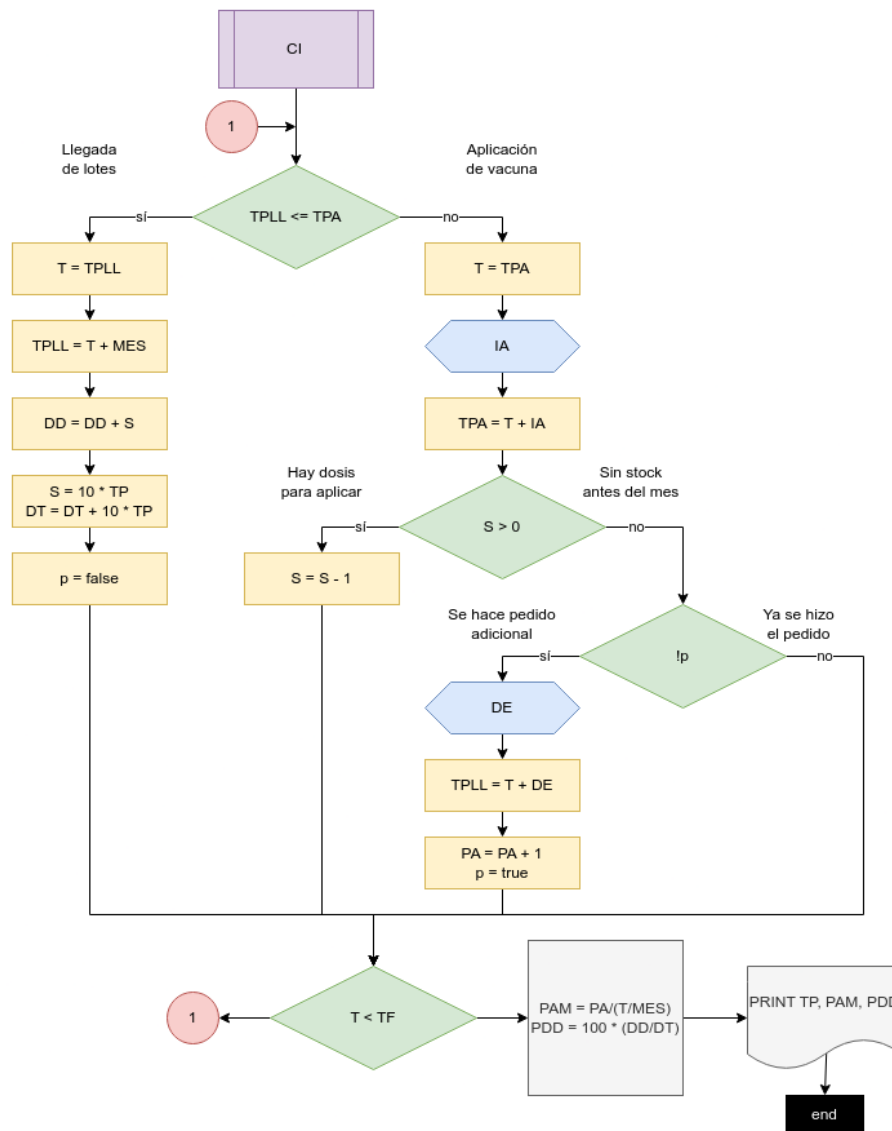 CI
1
Llegada
de lotes
Aplicación
de vacuna
TPLL <= TPA
sí
no
T = TPLL
T = TPA
TPLL = T + MES
IA
DD = DD + S
TPA = T + IA
Hay dosis
para aplicar
Sin stock
antes del mes
S = 10 * TP
DT = DT + 10 * TP
S > 0
sí
no
p = false
S = S - 1
Se hace pedido
adicional
Ya se hizo
el pedido
!p
sí
no
DE
TPLL = T + DE
PA = PA + 1
p = true
1
T < TF
PAM = PA/(T/MES)
PDD = 100 * (DD/DT)
PRINT TP, PAM, PDD
end